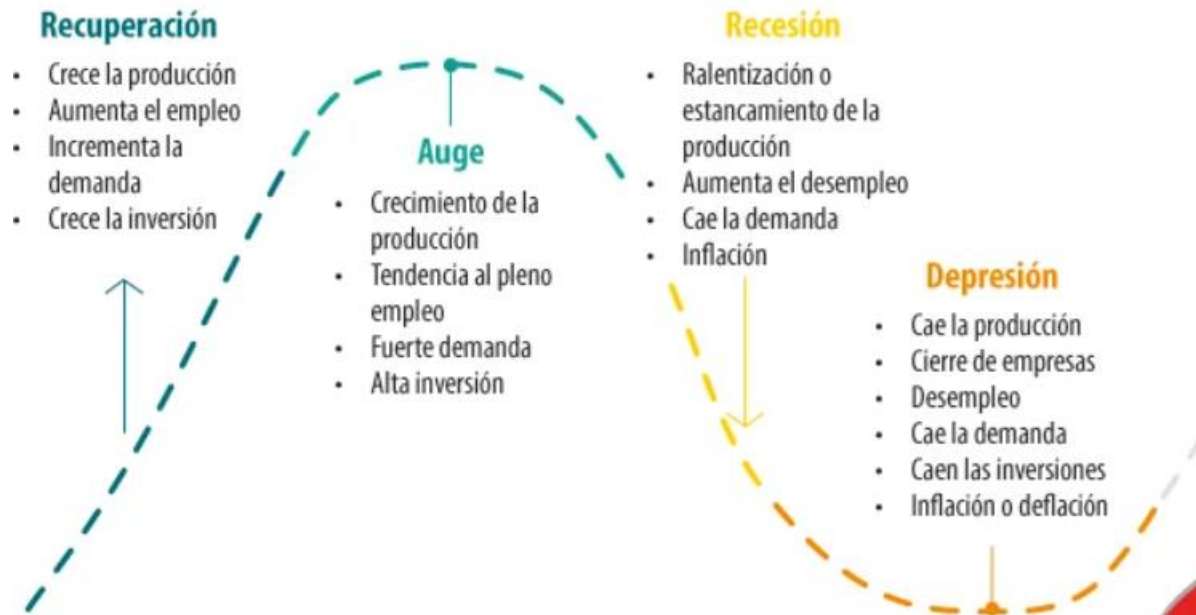 Recuperación
• Crece la producción
• Aumenta el empleo
• Incrementa la
demanda
• Crece la inversión
Auge
• Crecimiento de la
producción
• Tendencia al pleno
empleo
• Fuerte demanda
• Alta inversión
Recesión
• Ralentización o
estancamiento de la
producción
• Aumenta el desempleo
• Cae la demanda
• Inflación
Depresión
• Cae la producción
• Cierre de empresas
• Desempleo
• Cae la demanda
• Caen las inversiones
• Inflación o deflación